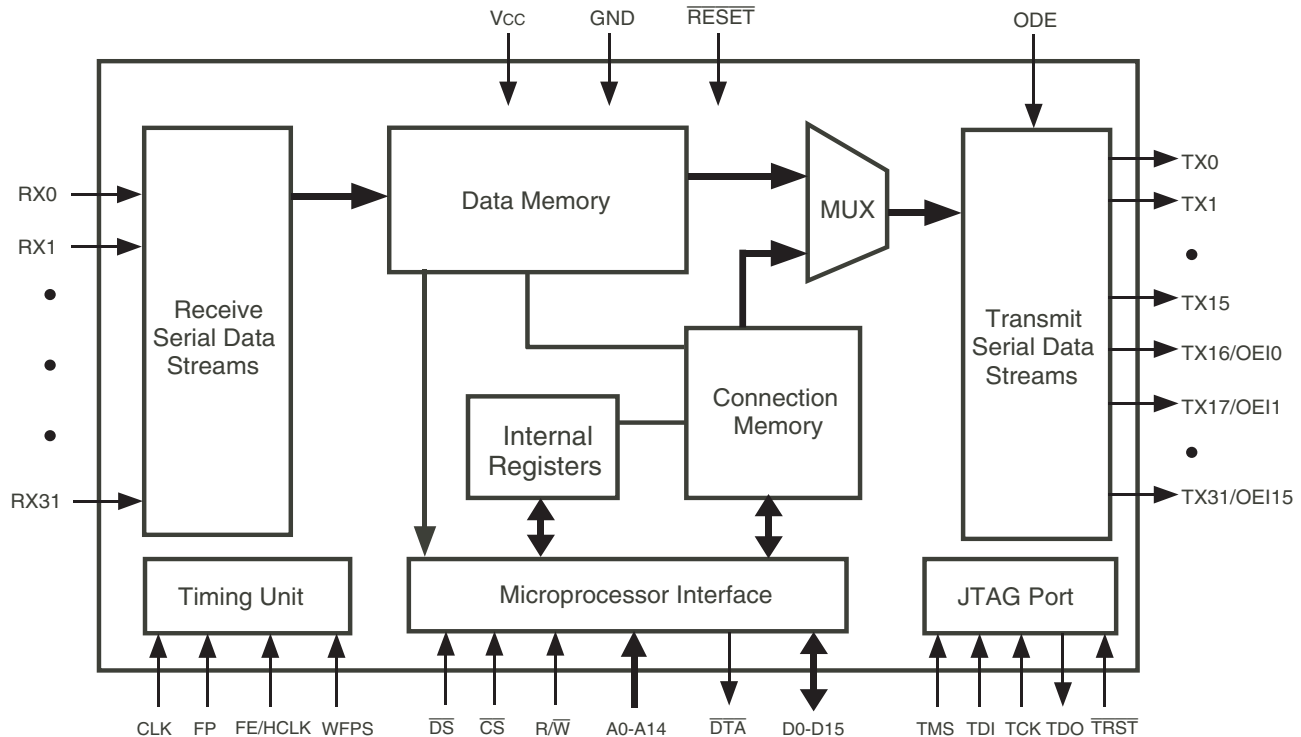 VCC GND RESET ODE
RX0
RX1
RX31
Receive
Serial Data
Streams
Data Memory
MUX
Internal
Registers
Connection
Memory
Transmit
Serial Data
Streams
TX0
TX1
TX15
TX16/OEI0
TX17/OEI1
TX31/OEI15
Timing Unit
Microprocessor Interface
JTAG Port
CLK FP FE/HCLK WFPS DS CS R/W A0-A14 DTA D0-D15 TMS TDI TCK TDO TRST